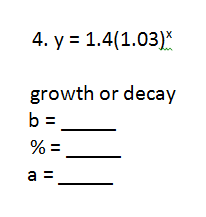 4. y = 1.4(1.03)ˣ
growth or decay
b = ______
% = ______
a = ______